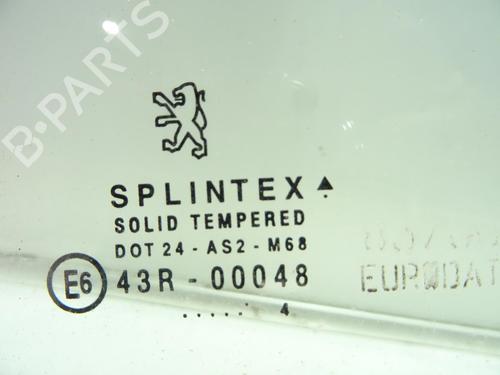 B-PARTS
SPLINTEX
SOLID TEMPERED
DOT 24 - AS2 - M68
E6 43R - 00048
..... 4
EURØDAT